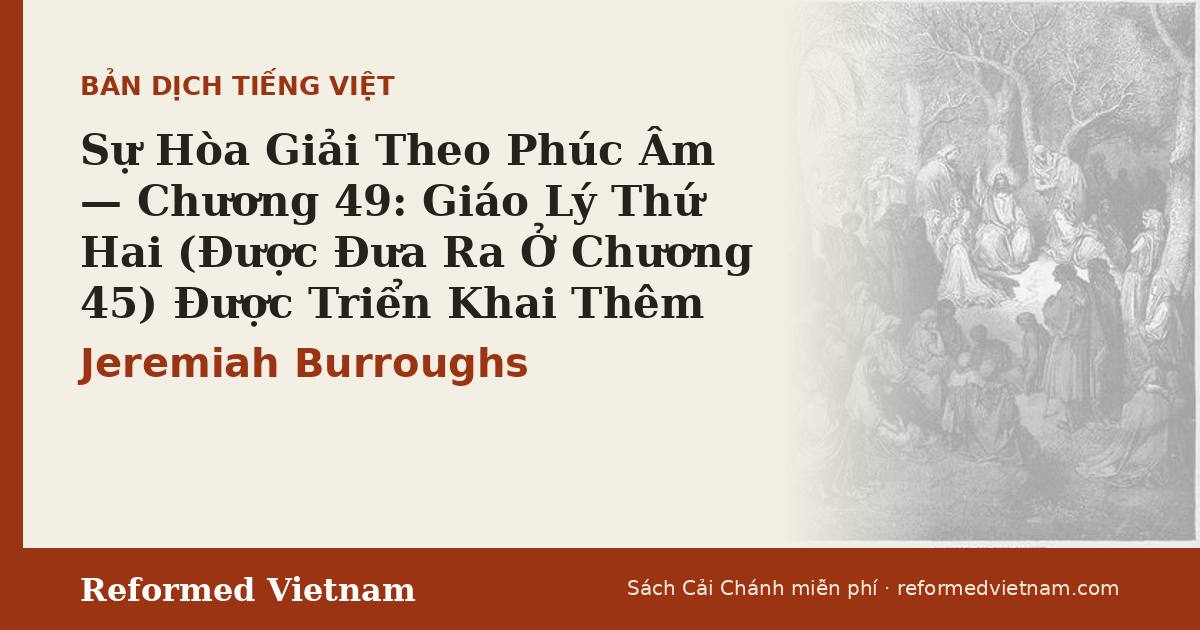 BẢN DỊCH TIẾNG VIỆT
Sự Hòa Giải Theo Phúc Âm
— Chương 49: Giáo Lý Thứ
Hai (Được Đưa Ra Ở Chương
45) Được Triển Khai Thêm
Jeremiah Burroughs
Reformed Vietnam
Sách Cải Chánh miễn phí · reformedvietnam.com